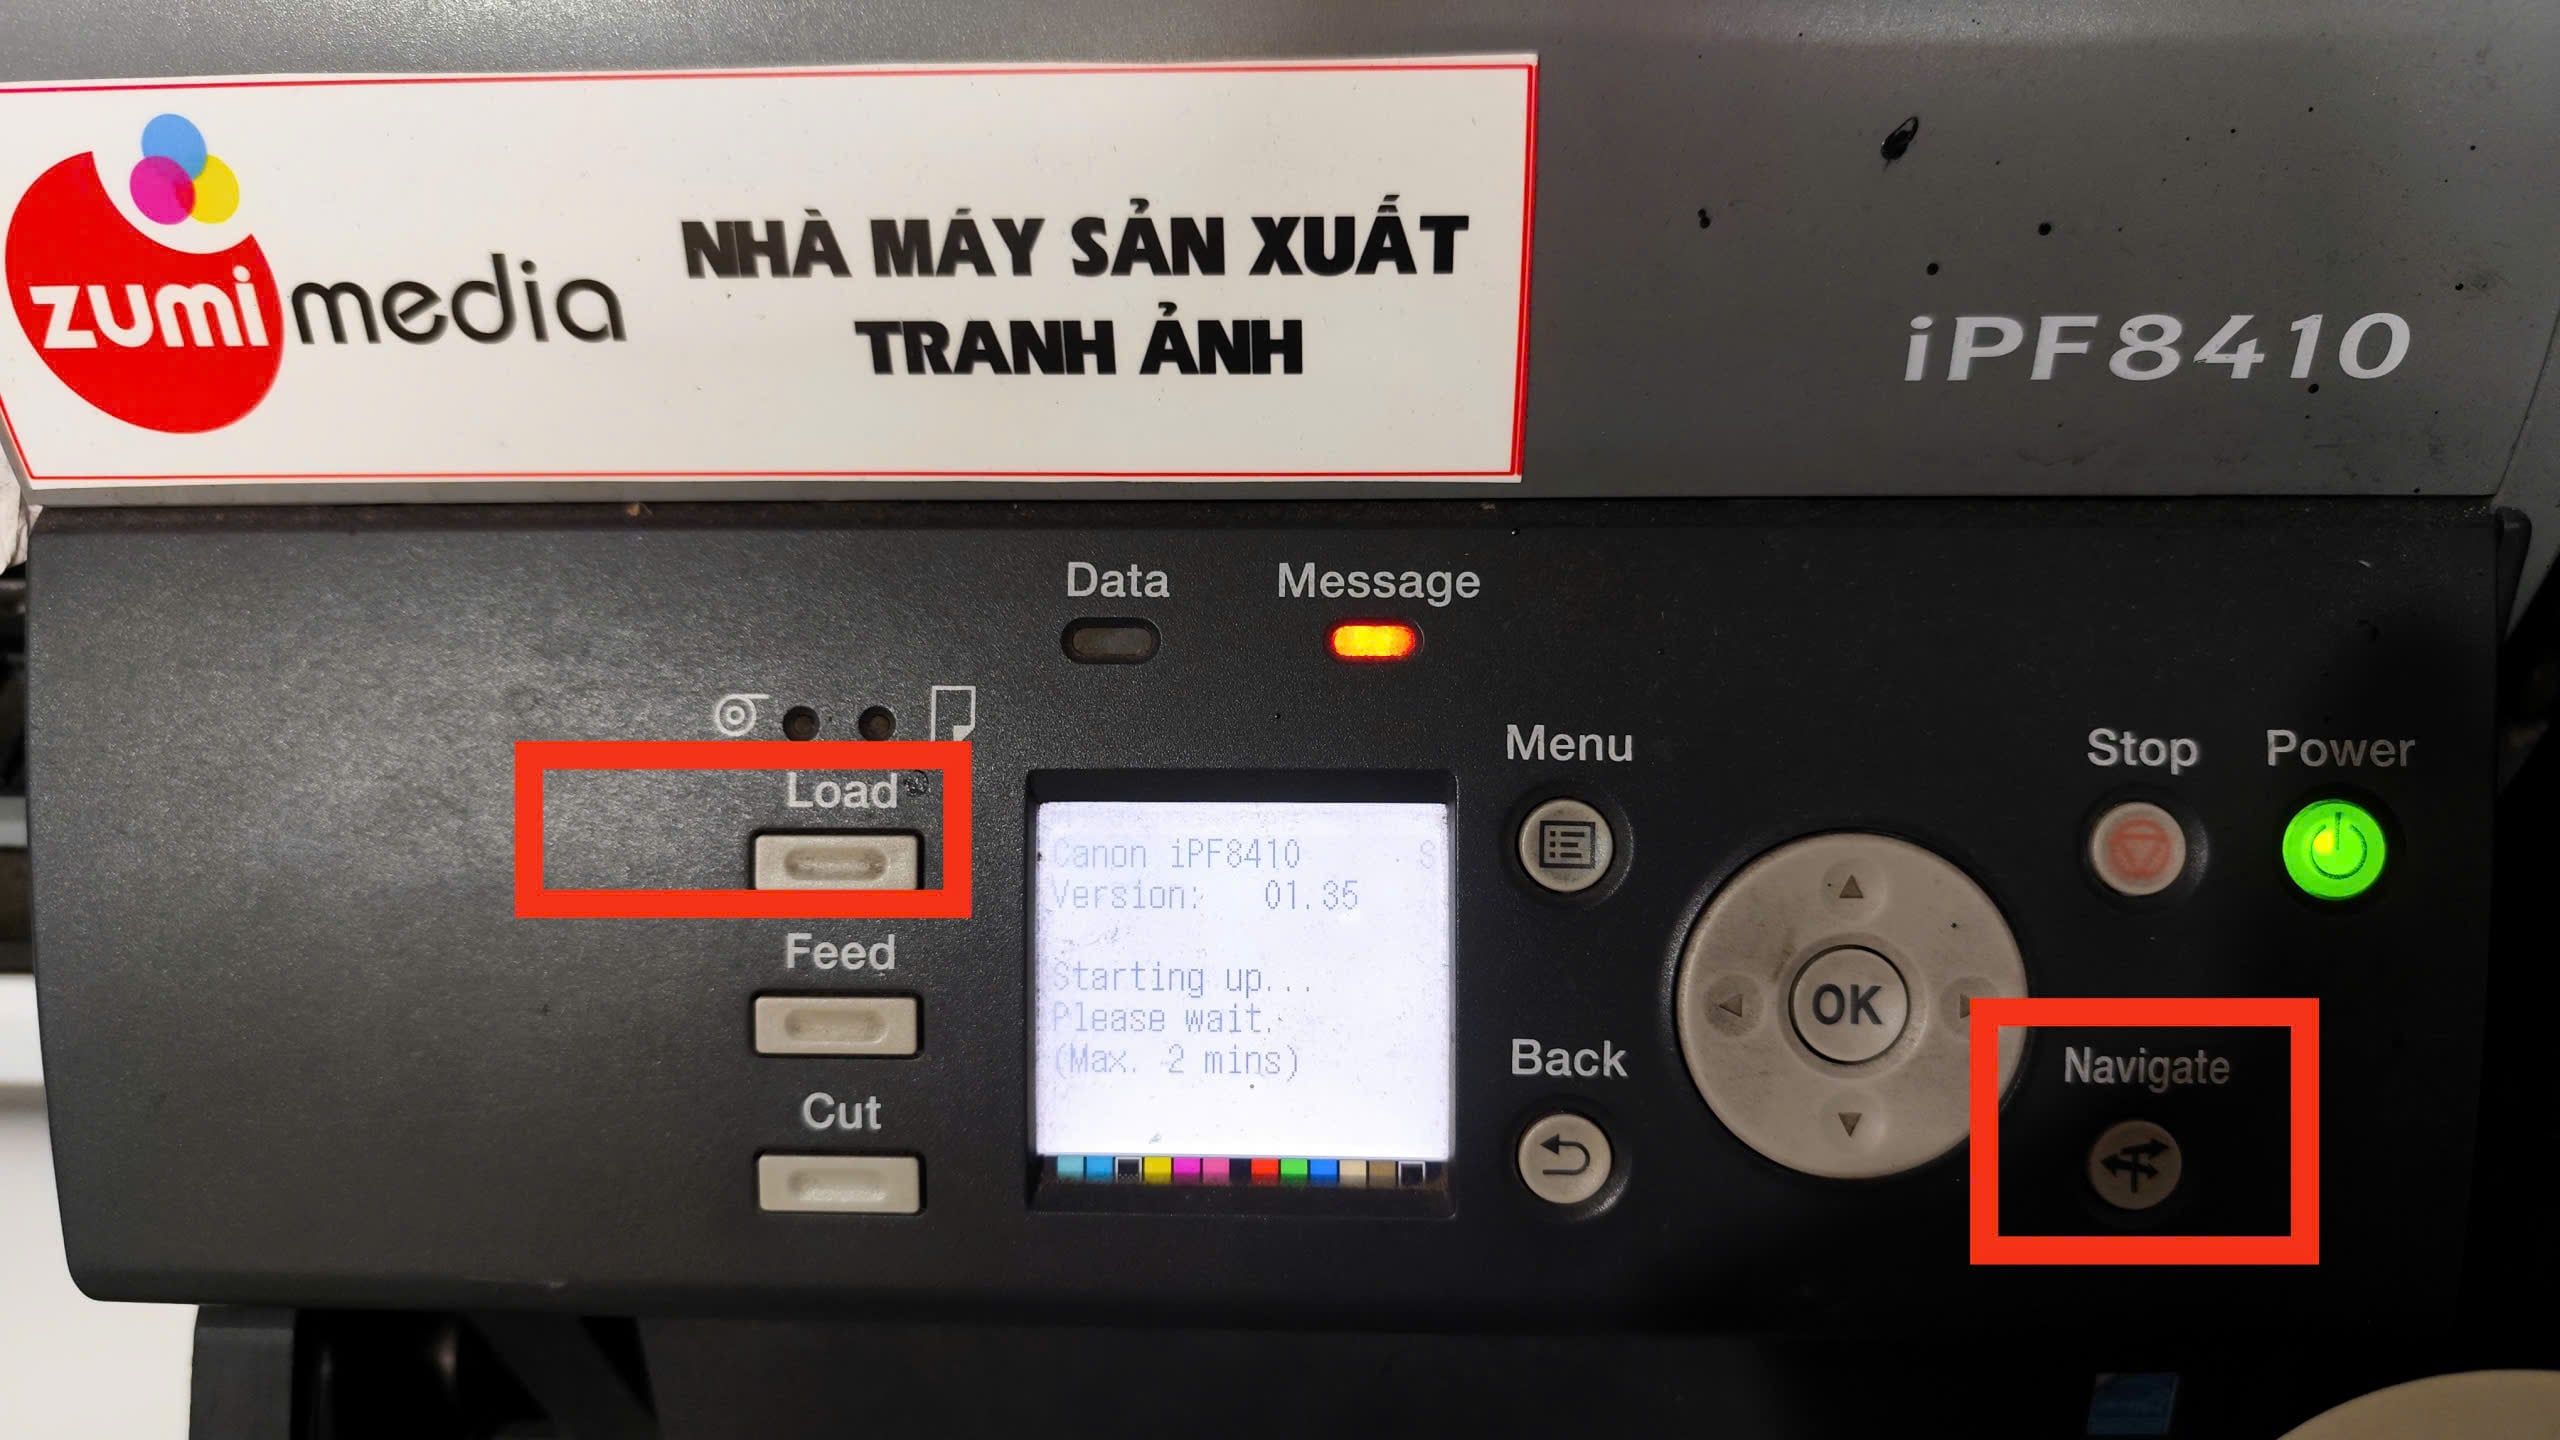 zumi media
NHÀ MÁY SẢN XUẤT
TRANH ẢNH
iPF8410
Data
Message
Load
Feed
Cut
Canon iPF8410 S
Version: 01.35
Starting up...
Please wait.
(Max. 2 mins)
Menu
Back
OK
Stop
Power
Navigate